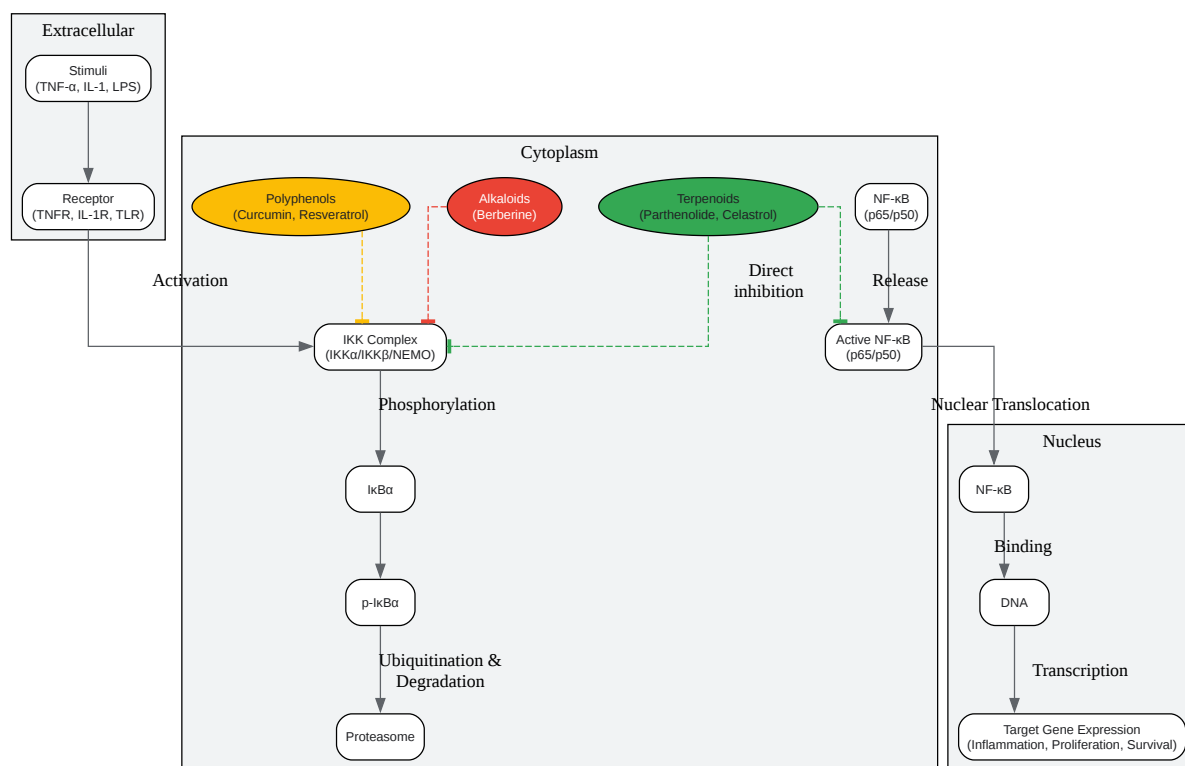 Extracellular
Stimuli
(TNF-α, IL-1, LPS)
Receptor
(TNFR, IL-1R, TLR)
Activation
Cytoplasm
Polyphenols
(Curcumin, Resveratrol)
Alkaloids
(Berberine)
Terpenoids
(Parthenolide, Celastrol)
NF-κB
(p65/p50)
Direct
inhibition
Release
IKK Complex
(IKKα/IKKβ/NEMO)
Active NF-κB
(p65/p50)
Phosphorylation
Nuclear Translocation
IκBα
p-IκBα
Ubiquitination &
Degradation
Proteasome
Nucleus
NF-κB
Binding
DNA
Transcription
Target Gene Expression
(Inflammation, Proliferation, Survival)